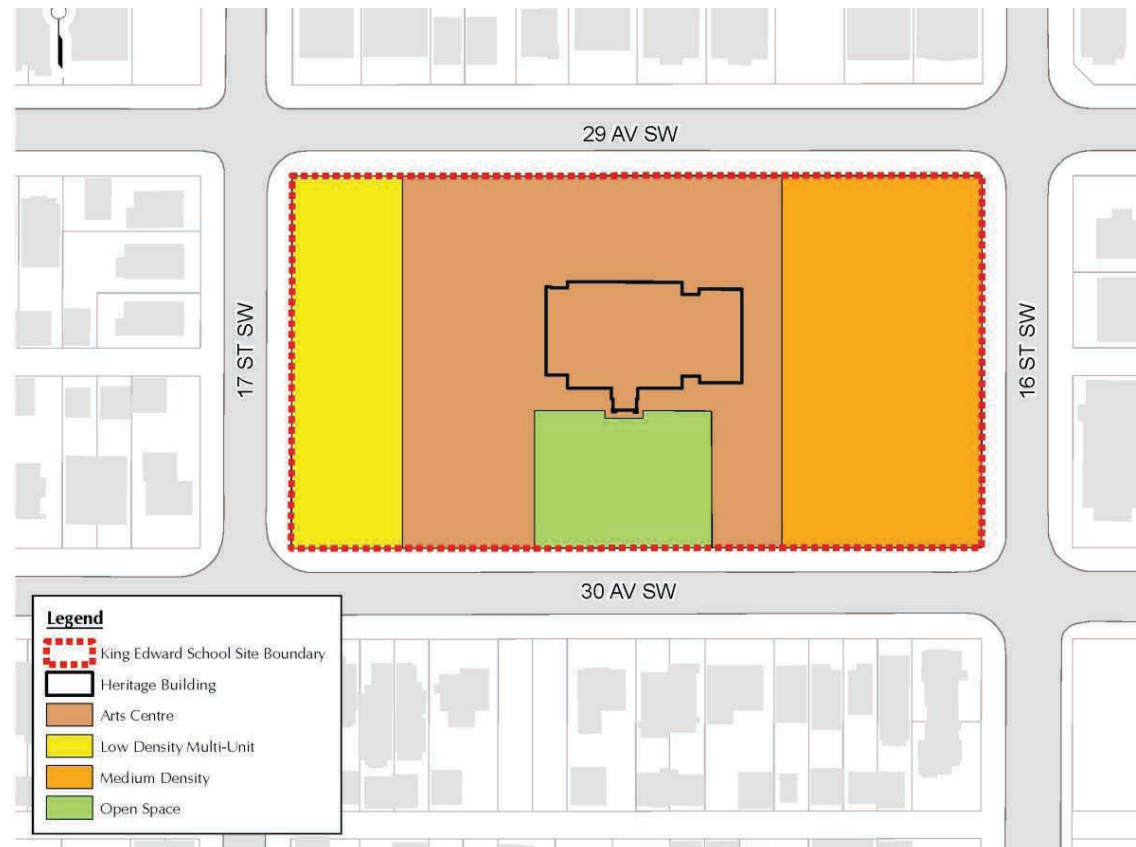 29 AV SW
17 ST SW
16 ST SW
30 AV SW
Legend
King Edward School Site Boundary
Heritage Building
Arts Centre
Low Density Multi-Unit
Medium Density
Open Space